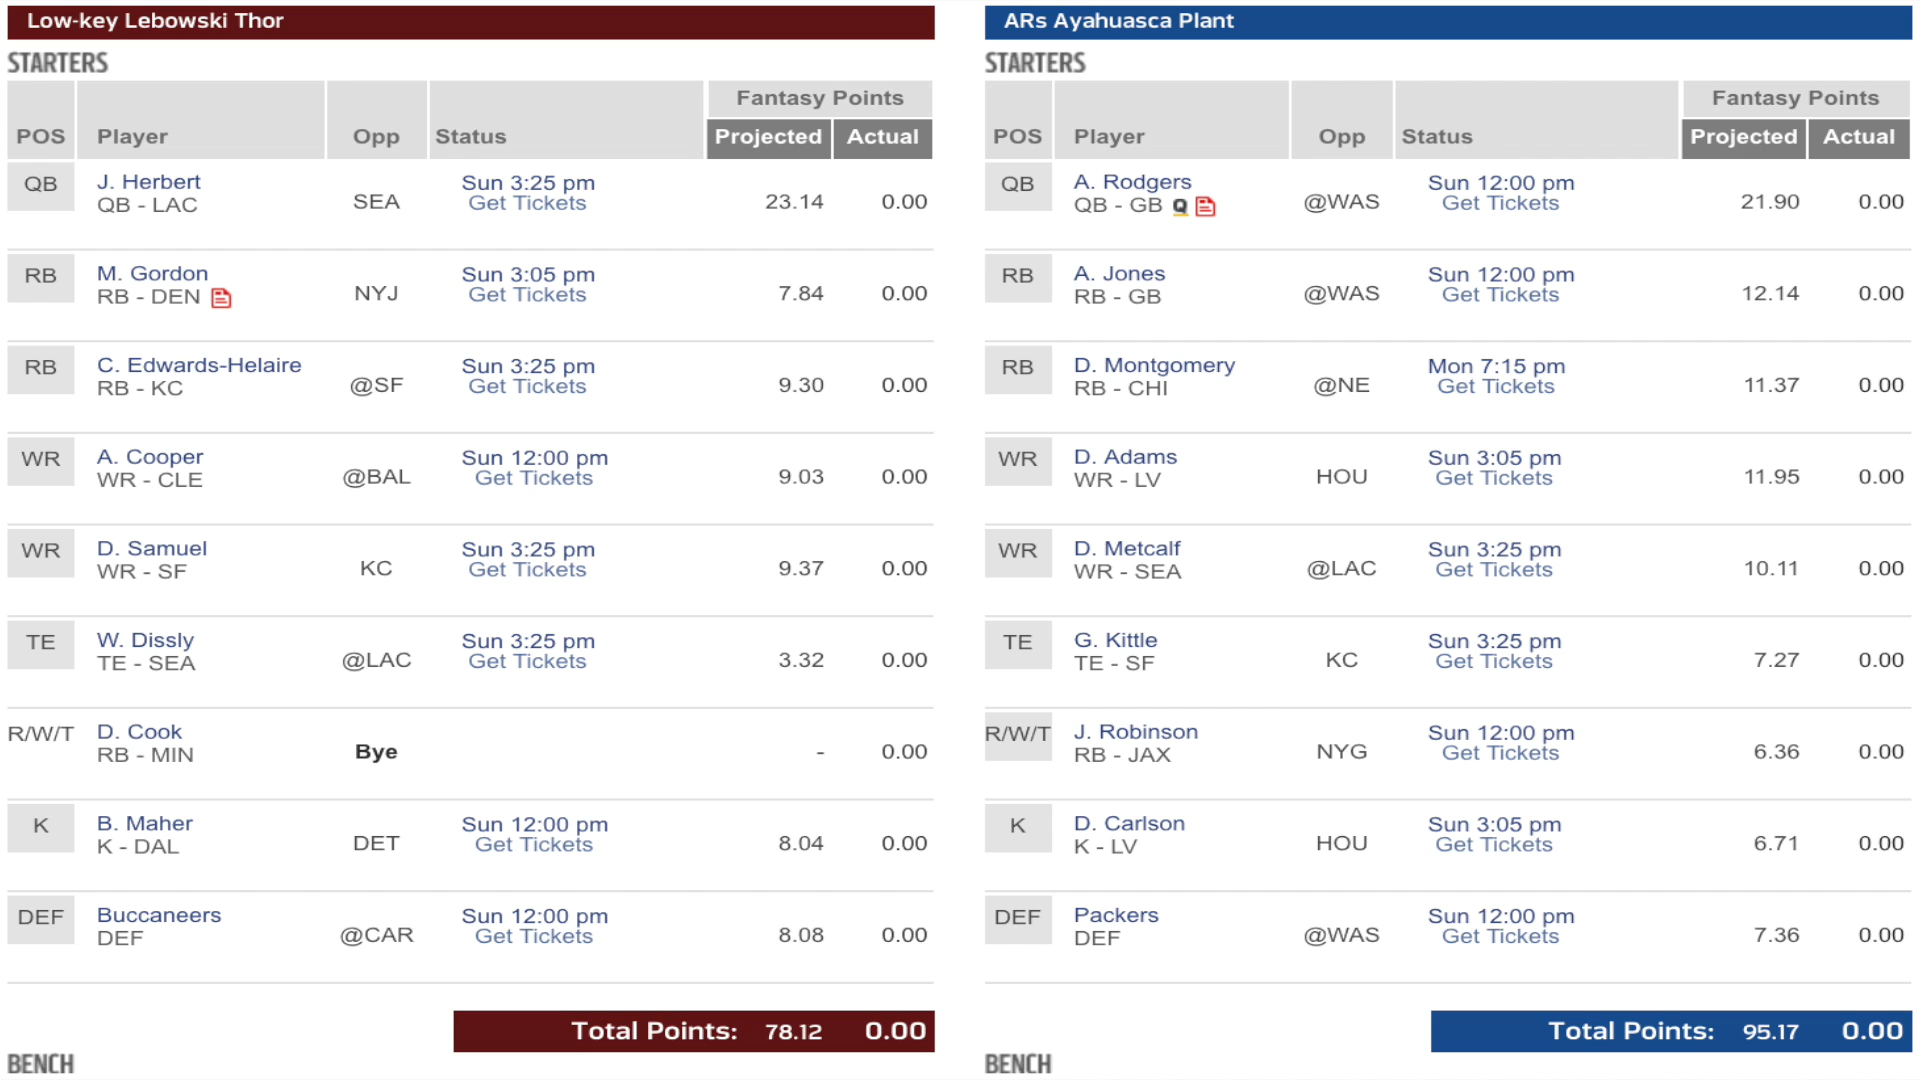 Low-key Lebowski Thor
STARTERS
Fantasy Points
POS Player Opp Status Projected Actual
QB J. Herbert Sun 3:25 pm
QB - LAC SEA Get Tickets 23.14 0.00
RB M. Gordon Sun 3:05 pm
RB - DEN NYJ Get Tickets 7.84 0.00
RB C. Edwards-Helaire Sun 3:25 pm
RB - KC @SF Get Tickets 9.30 0.00
WR A. Cooper Sun 12:00 pm
WR - CLE @BAL Get Tickets 9.03 0.00
WR D. Samuel Sun 3:25 pm
WR - SF KC Get Tickets 9.37 0.00
TE W. Dissly Sun 3:25 pm
TE - SEA @LAC Get Tickets 3.32 0.00
R/W/T D. Cook
RB - MIN Bye - 0.00
K B. Maher Sun 12:00 pm
K - DAL DET Get Tickets 8.04 0.00
DEF Buccaneers Sun 12:00 pm
DEF @CAR Get Tickets 8.08 0.00
Total Points: 78.12 0.00
BENCH
ARs Ayahuasca Plant
STARTERS
Fantasy Points
POS Player Opp Status Projected Actual
QB A. Rodgers Sun 12:00 pm
QB - GB Q @WAS Get Tickets 21.90 0.00
RB A. Jones Sun 12:00 pm
RB - GB @WAS Get Tickets 12.14 0.00
RB D. Montgomery Mon 7:15 pm
RB - CHI @NE Get Tickets 11.37 0.00
WR D. Adams Sun 3:05 pm
WR - LV HOU Get Tickets 11.95 0.00
WR D. Metcalf Sun 3:25 pm
WR - SEA @LAC Get Tickets 10.11 0.00
TE G. Kittle Sun 3:25 pm
TE - SF KC Get Tickets 7.27 0.00
R/W/T J. Robinson Sun 12:00 pm
RB - JAX NYG Get Tickets 6.36 0.00
K D. Carlson Sun 3:05 pm
K - LV HOU Get Tickets 6.71 0.00
DEF Packers Sun 12:00 pm
DEF @WAS Get Tickets 7.36 0.00
Total Points: 95.17 0.00
BENCH